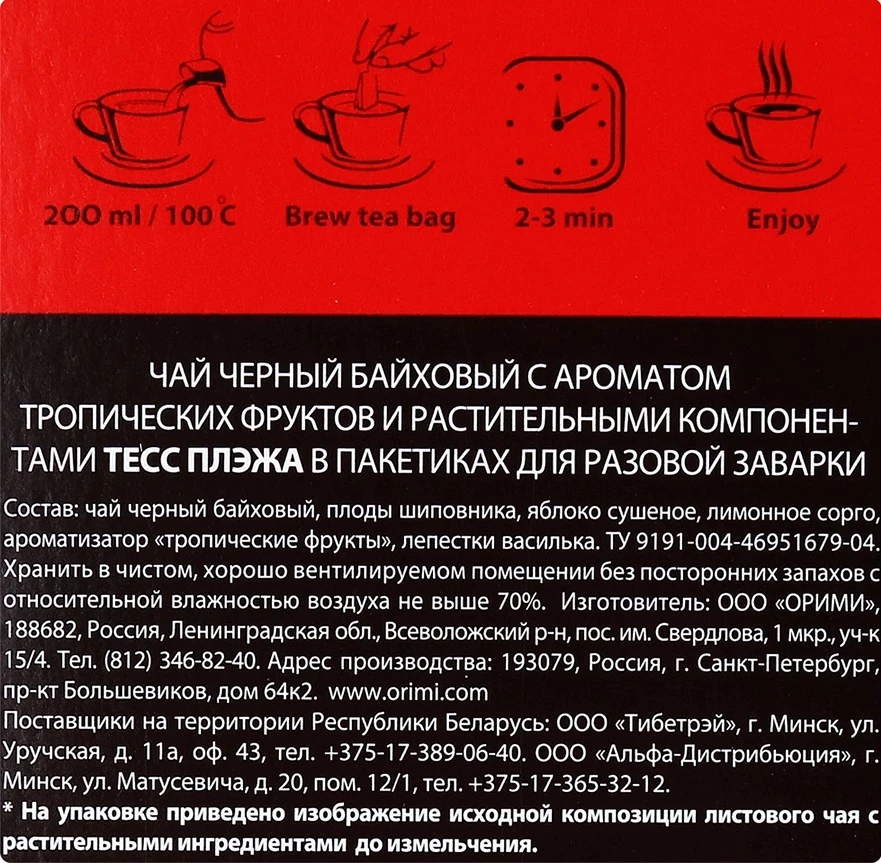 200 ml / 100°C Brew tea bag 2-3 min Enjoy
ЧАЙ ЧЕРНЫЙ БАЙХОВЫЙ С АРОМАТОМ
ТРОПИЧЕСКИХ ФРУКТОВ И РАСТИТЕЛЬНЫМИ КОМПОНЕН-
ТАМИ ТЕСС ПЛЭЖА В ПАКЕТИКАХ ДЛЯ РАЗОВОЙ ЗАВАРКИ
Состав: чай черный байховый, плоды шиповника, яблоко сушеное, лимонное сорго,
ароматизатор «тропические фрукты», лепестки василька. ТУ 9191-004-46951679-04.
Хранить в чистом, хорошо вентилируемом помещении без посторонних запахов с
относительной влажностью воздуха не выше 70%. Изготовитель: ООО «ОРИМИ»,
188682, Россия, Ленинградская обл., Всеволожский р-н, пос. им. Свердлова, 1 мкр., уч-к
15/4. Тел. (812) 346-82-40. Адрес производства: 193079, Россия, г. Санкт-Петербург,
пр-кт Большевиков, дом 64к2. www.orimi.com
Поставщики на территории Республики Беларусь: ООО «Тибетрэй», г. Минск, ул.
Уручская, д. 11а, оф. 43, тел. +375-17-389-06-40. ООО «Альфа-Дистрибьюция», г.
Минск, ул. Матусевича, д. 20, пом. 12/1, тел. +375-17-365-32-12.
* На упаковке приведено изображение исходной композиции листового чая с
растительными ингредиентами до измельчения.